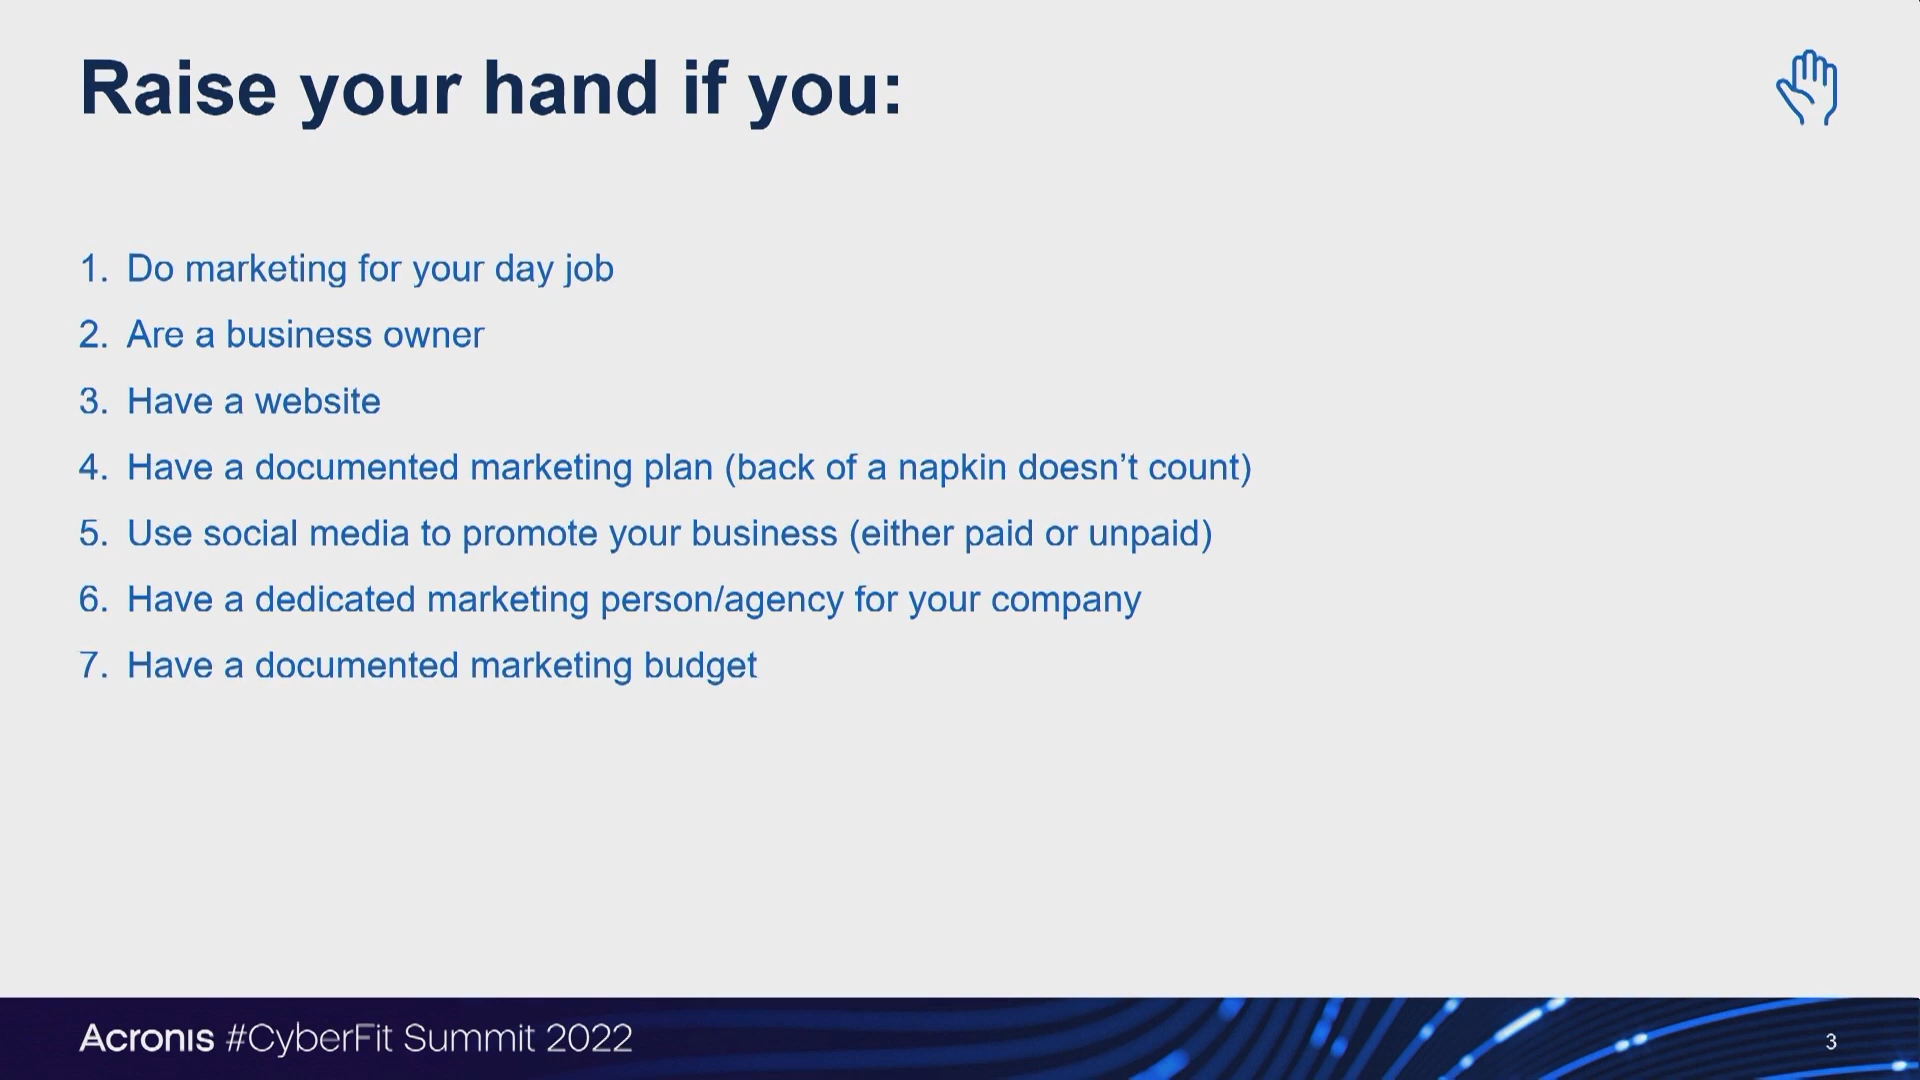 Raise your hand if you:
1. Do marketing for your day job
2. Are a business owner
3. Have a website
4. Have a documented marketing plan (back of a napkin doesn’t count)
5. Use social media to promote your business (either paid or unpaid)
6. Have a dedicated marketing person/agency for your company
7. Have a documented marketing budget
Acronis #CyberFit Summit 2022
3